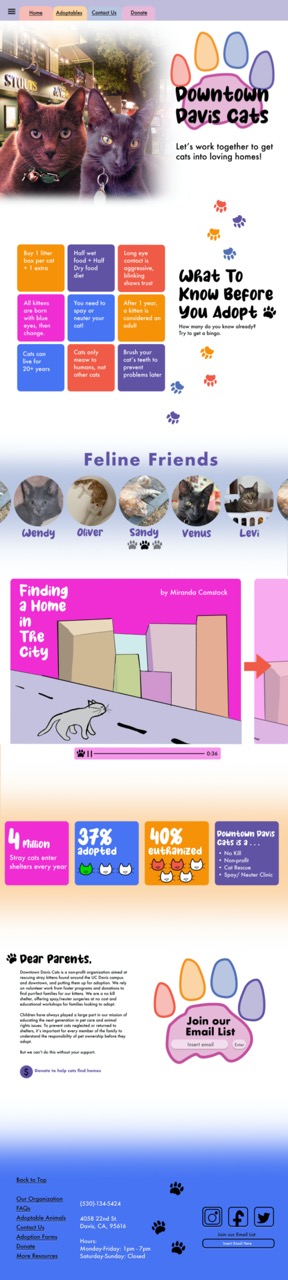 Home
Adoptables
Contact Us
Donate
Downtown
Davis Cats
Let's work together to get
cats into loving homes!
Buy 1 litter
box per cat
+ 1 extra
Half wet
food + Half
Dry food
diet
Long eye
contact is
aggressive,
blinking
shows trust
All kittens
are born
with blue
eyes, then
change.
You need to
spay or
neuter your
cat!
After 1 year,
a kitten is
considered an
adult
Cats can
live for
20+ years
Cats only
meow to
humans, not
other cats
Brush your
cat's teeth to
prevent
problems later
What To
Know Before
You Adopt
How many do you know already?
Try to get a bingo.
Feline Friends
Wendy
Oliver
Sandy
Venus
Levi
Finding
a Home
in
The
City
by Miranda Comstock
0:36
4 Million
Stray cats enter
shelters every year
37%
adopted
40%
euthanized
Downtown Davis
Cats is a . . .
• No Kill
• Non-profit
• Cat Rescue
• Spay/ Neuter Clinic
Dear Parents,
Downtown Davis Cats is a non-profit organization aimed at
rescuing stray kittens found around the UC Davis campus
and downtown, and putting them up for adoption. We rely
on volunteer work from foster programs and donations to
find purrfect families for our kittens. We are a no kill
shelter, offering spay/neuter surgeries at no cost and
educational workshops for families looking to adopt.
Children have always played a large part in our mission of
educating the next generation in pet care and animal
rights issues. To prevent cats neglected or returned to
shelters, it's important for every member of the family to
understand the responsibility of pet ownership before they
adopt.
But we can't do this without your support.
$
Donate to help cats find homes
Join our
Email List
Insert email
Enter
Back to Top
Our Organization
FAQs
Adoptable Animals
Contact Us
Adoption Forms
Donate
More Resources
(530)-134-5424
4058 22nd St.
Davis, CA, 95616
Hours:
Monday-Friday: 1pm - 7pm
Saturday-Sunday: Closed
Join our Email List
Insert Email Here